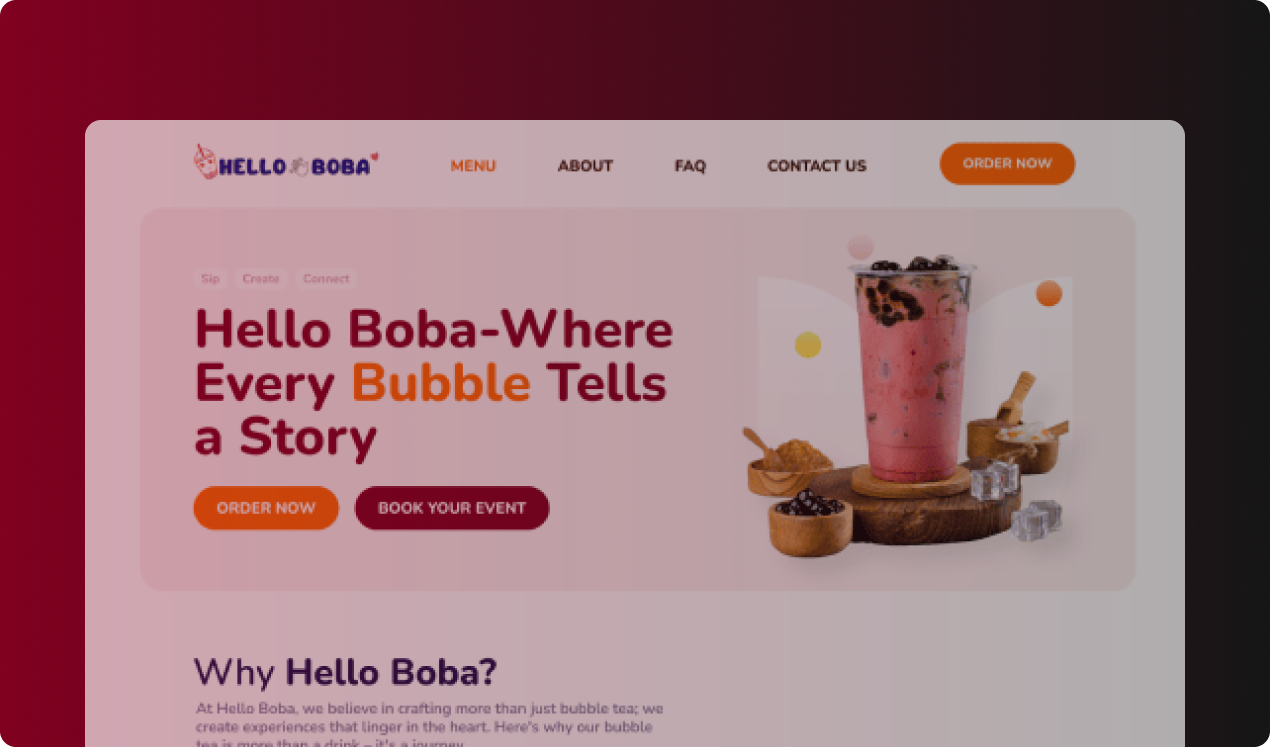 HELLO BOBA
MENU
ABOUT
FAQ
CONTACT US
ORDER NOW
Sip
Create
Connect
Hello Boba-Where
Every Bubble Tells
a Story
ORDER NOW
BOOK YOUR EVENT
Why Hello Boba?
At Hello Boba, we believe in crafting more than just bubble tea; we
create experiences that linger in the heart. Here's why our bubble
tea is more than a drink – it's a journey.